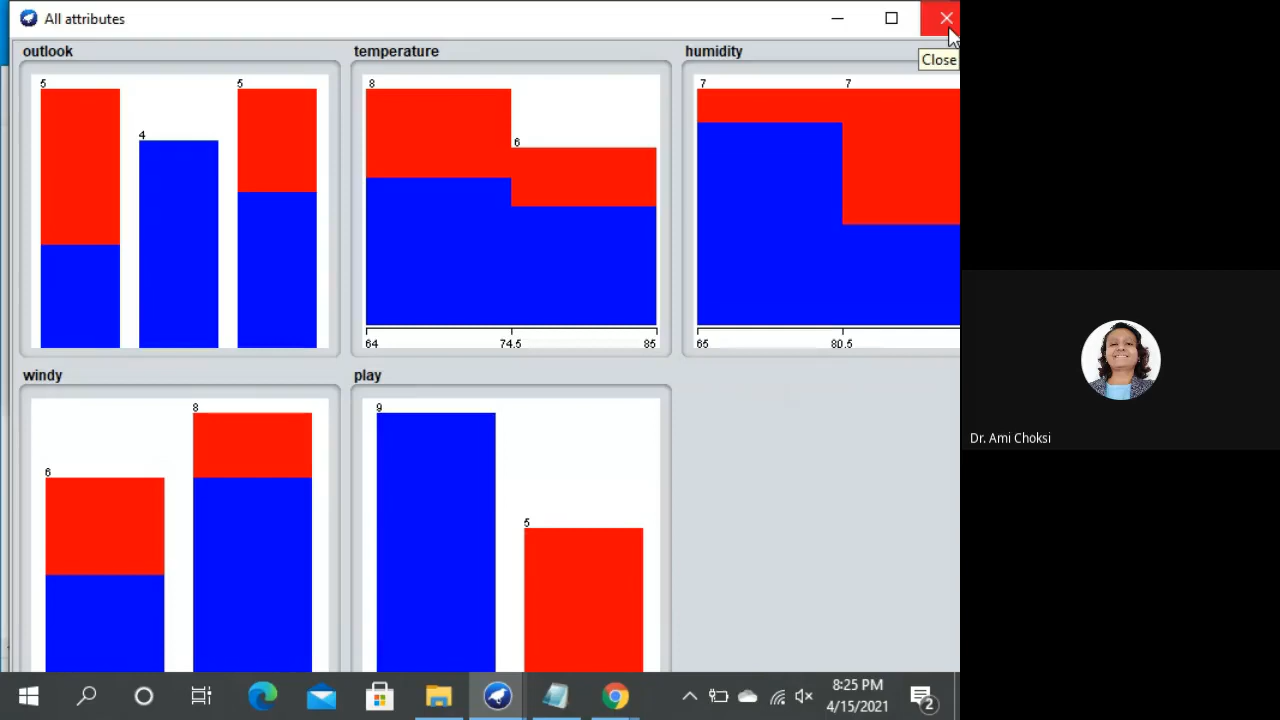 All attributes
outlook
temperature
humidity
Close
5
4
5
8
6
7
7
64
74.5
85
65
80.5
windy
play
6
8
9
5
Dr. Ami Choksi
8:25 PM
4/15/2021
2